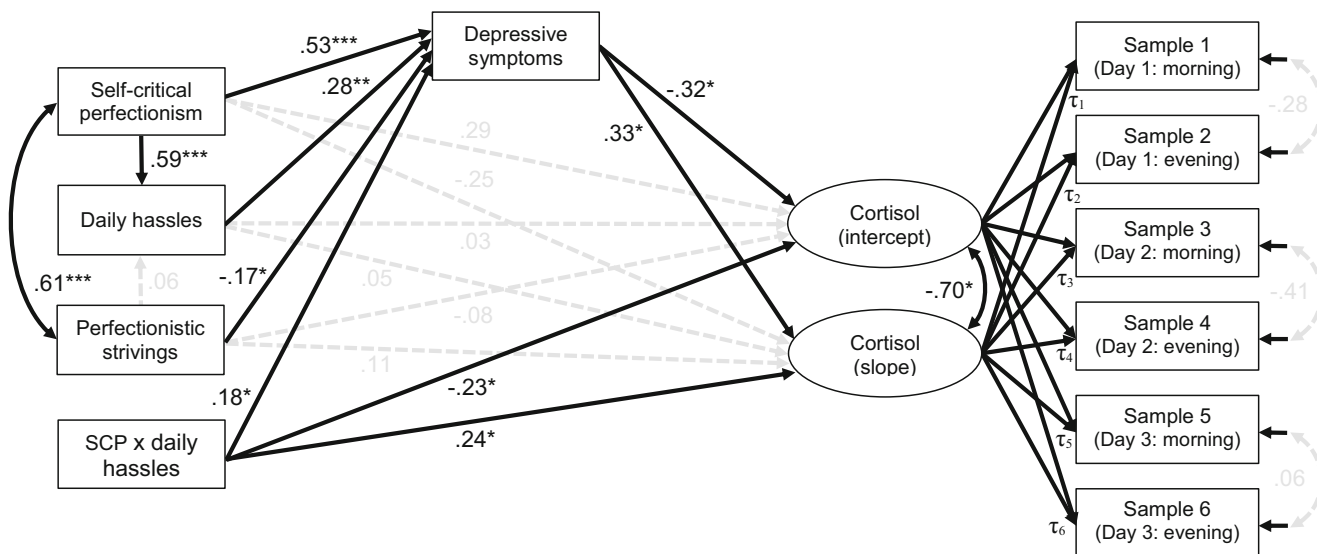 Depressive
symptoms
Self-critical
perfectionism
Daily hassles
Perfectionistic
strivings
SCP x daily
hassles
.53***
.28**
-.17*
.18*
.59***
.06
.61***
-.32*
.33*
.29
-.25
.03
.05
-.08
.11
-.23*
.24*
Cortisol
(intercept)
-.70*
Cortisol
(slope)
τ1
τ2
τ3
τ4
τ5
τ6
Sample 1
(Day 1: morning)
Sample 2
(Day 1: evening)
Sample 3
(Day 2: morning)
Sample 4
(Day 2: evening)
Sample 5
(Day 3: morning)
Sample 6
(Day 3: evening)
-.28
-.41
.06